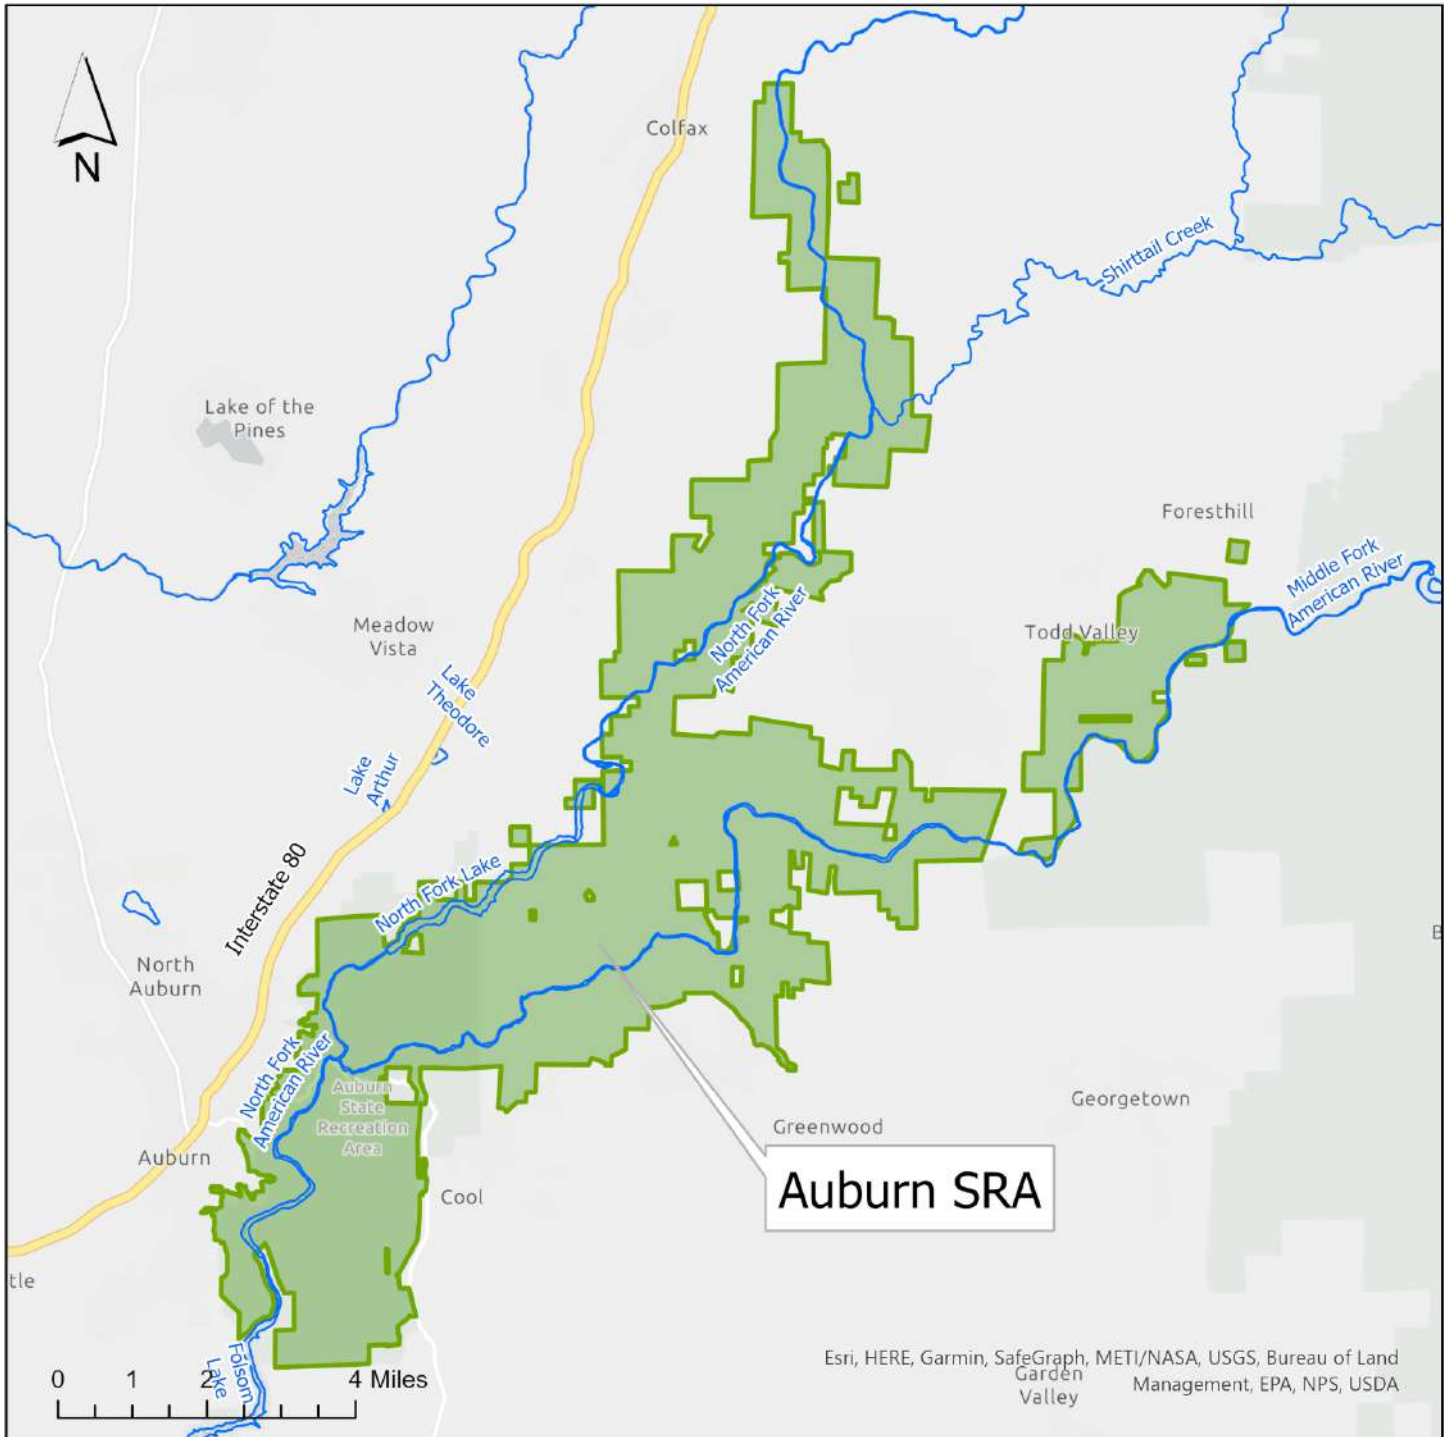 N
Colfax
Shirttail Creek
Lake of the
Pines
Foresthill
Middle Fork
American River
Meadow
Vista
Todd Valley
North Fork
American River
Lake
Theodore
Lake
Arthur
Interstate 80
North Fork Lake
North
Auburn
North Fork
American River
Auburn
State
Recreation
Area
Georgetown
Greenwood
Auburn
Auburn SRA
Cool
tle
Folsom
Lake
0 1 2 4 Miles
Esri, HERE, Garmin, SafeGraph, METI/NASA, USGS, Bureau of Land
Management, EPA, NPS, USDA
Garden
Valley